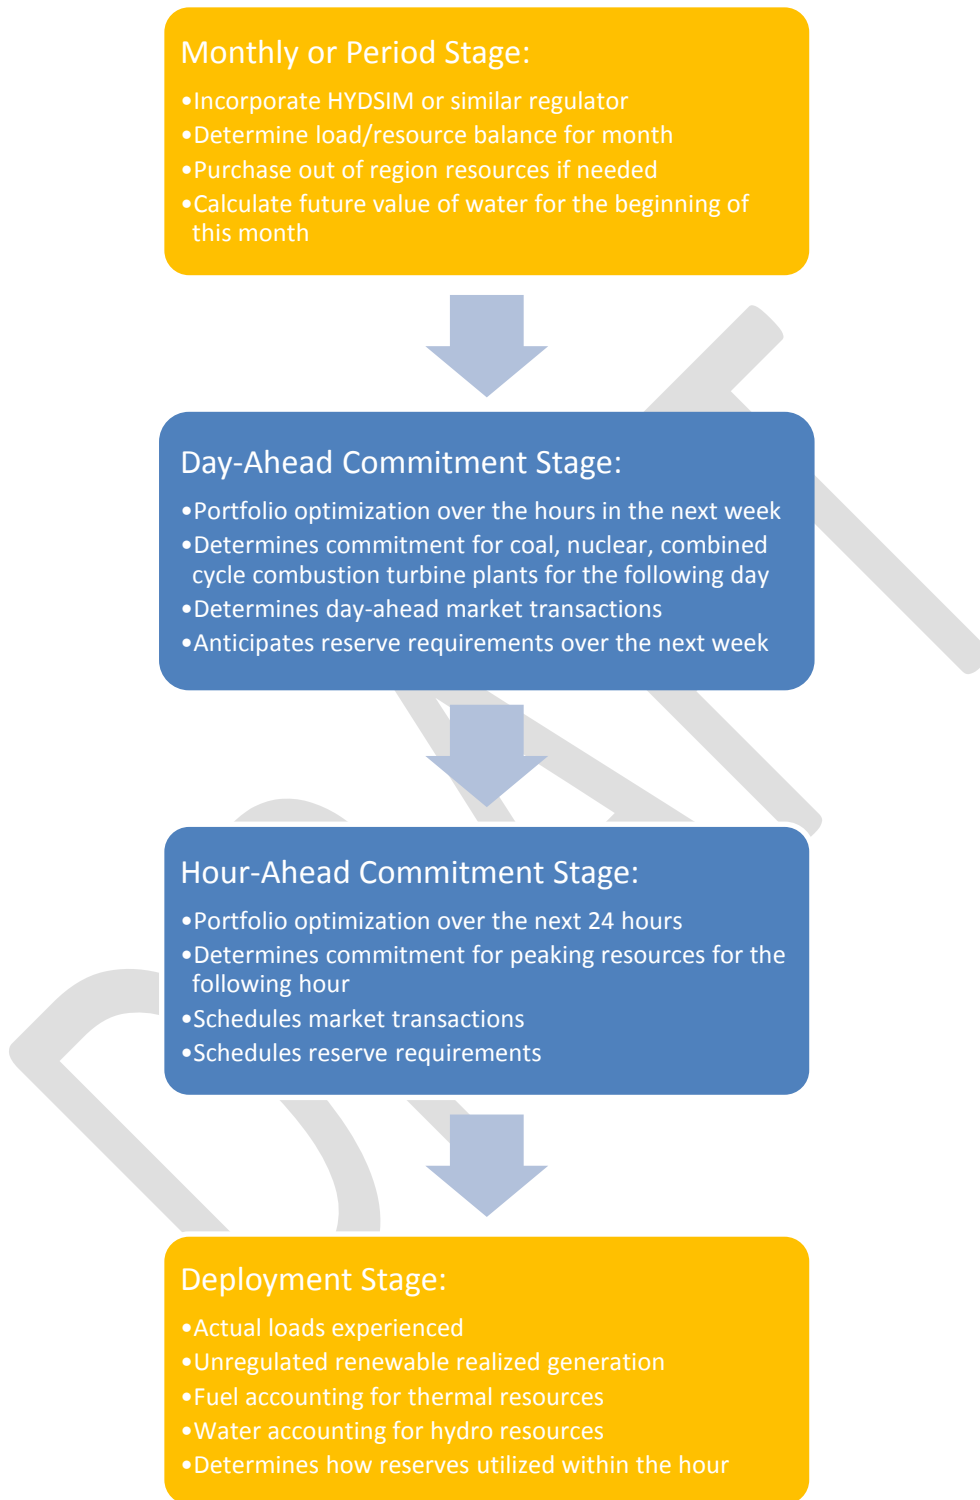 Monthly or Period Stage:
•Incorporate HYDSIM or similar regulator
•Determine load/resource balance for month
•Purchase out of region resources if needed
•Calculate future value of water for the beginning of
this month
Day-Ahead Commitment Stage:
•Portfolio optimization over the hours in the next week
•Determines commitment for coal, nuclear, combined
cycle combustion turbine plants for the following day
•Determines day-ahead market transactions
•Anticipates reserve requirements over the next week
Hour-Ahead Commitment Stage:
•Portfolio optimization over the next 24 hours
•Determines commitment for peaking resources for the
following hour
•Schedules market transactions
•Schedules reserve requirements
Deployment Stage:
•Actual loads experienced
•Unregulated renewable realized generation
•Fuel accounting for thermal resources
•Water accounting for hydro resources
•Determines how reserves utilized within the hour
DRAFT